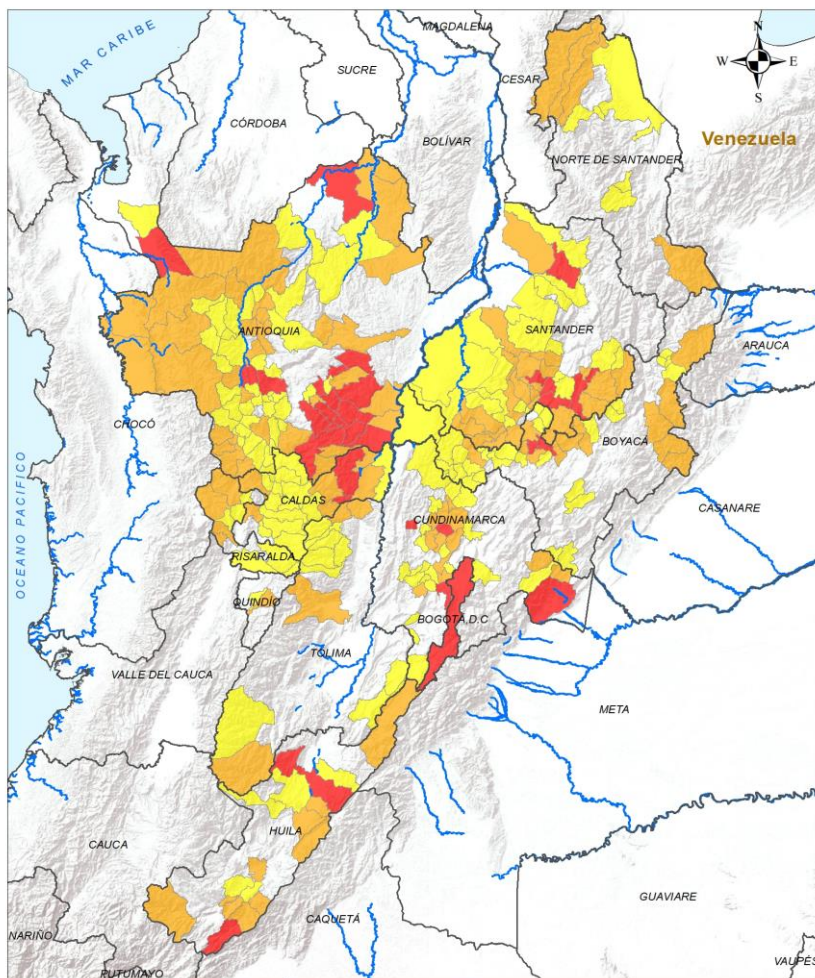 MAGDALENA
N
MAR CARIBE
SUCRE
CESAR
W
E
S
CÓRDOBA
BOLÍVAR
Venezuela
NORTE DE SANTANDER
ANTIOQUIA
SANTANDER
ARAUCA
CHOCÓ
BOYACÁ
CALDAS
CASANARE
CUNDINAMARCA
OCEANO PACIFICO
RISARALDA
QUINDÍO
BOGOTÁ, D.C
TOLIMA
VALLE DEL CAUCA
META
HUILA
CAUCA
GUAVIARE
CAQUETÁ
NARIÑO
VAUPÉS
PUTUMAYO